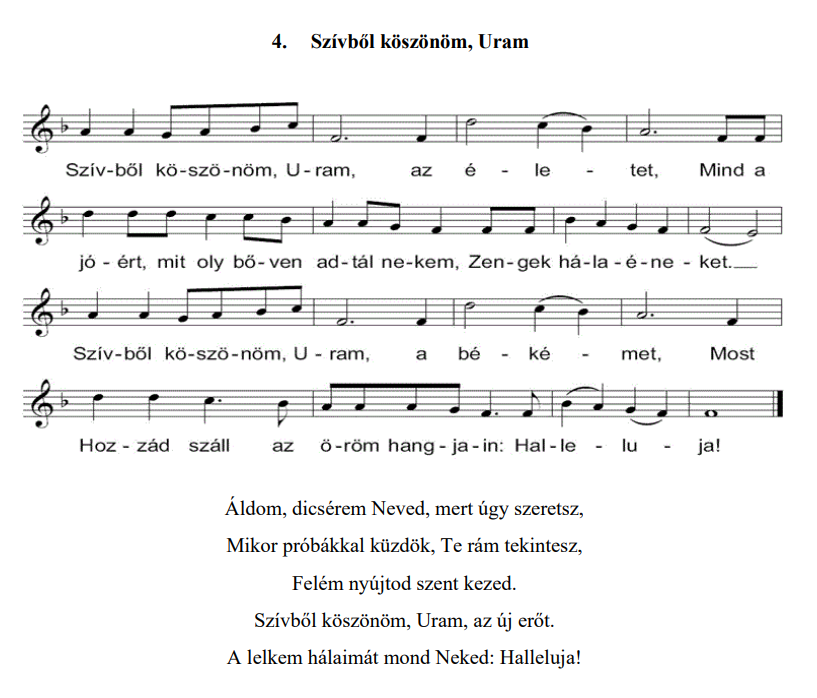 4. Szívből köszönöm, Uram
Szív-ből kö-szö-nöm, U-ram, az é - le - tet, Mind a
jó-ért, mit oly bő-ven ad-tál ne-kem, Zen-gek há-la-é-ne-ket.
Szív-ből kö-szö-nöm, U-ram, a bé - ké - met, Most
Hoz-zád száll az ö-röm hang-ja-in: Hal-le - lu - ja!
Áldom, dicsérem Neved, mert úgy szeretsz,
Mikor próbákkal küzdök, Te rám tekintesz,
Felém nyújtod szent kezed.
Szívből köszönöm, Uram, az új erőt.
A lelkem hálaimát mond Neked: Halleluja!